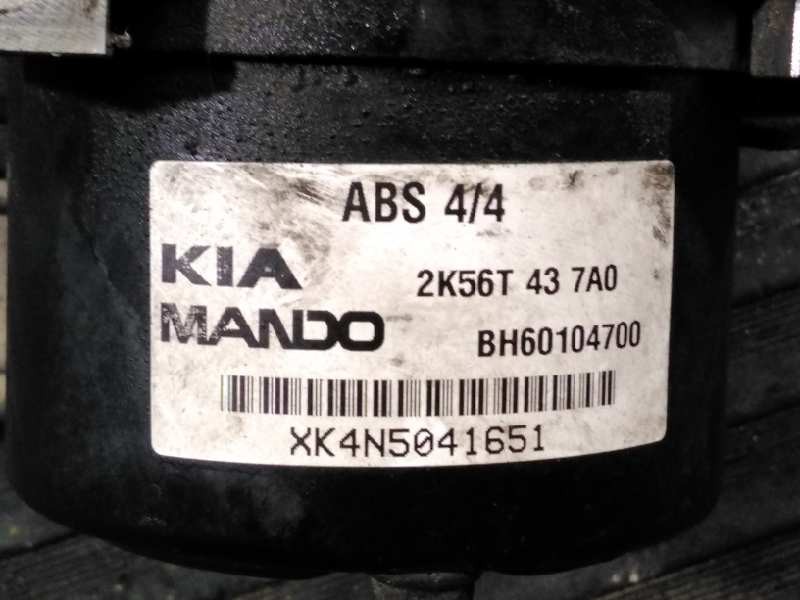 ABS 4/4
KIA 2K56T 43 7A0
MANDO BH60104700
XK4N5041651